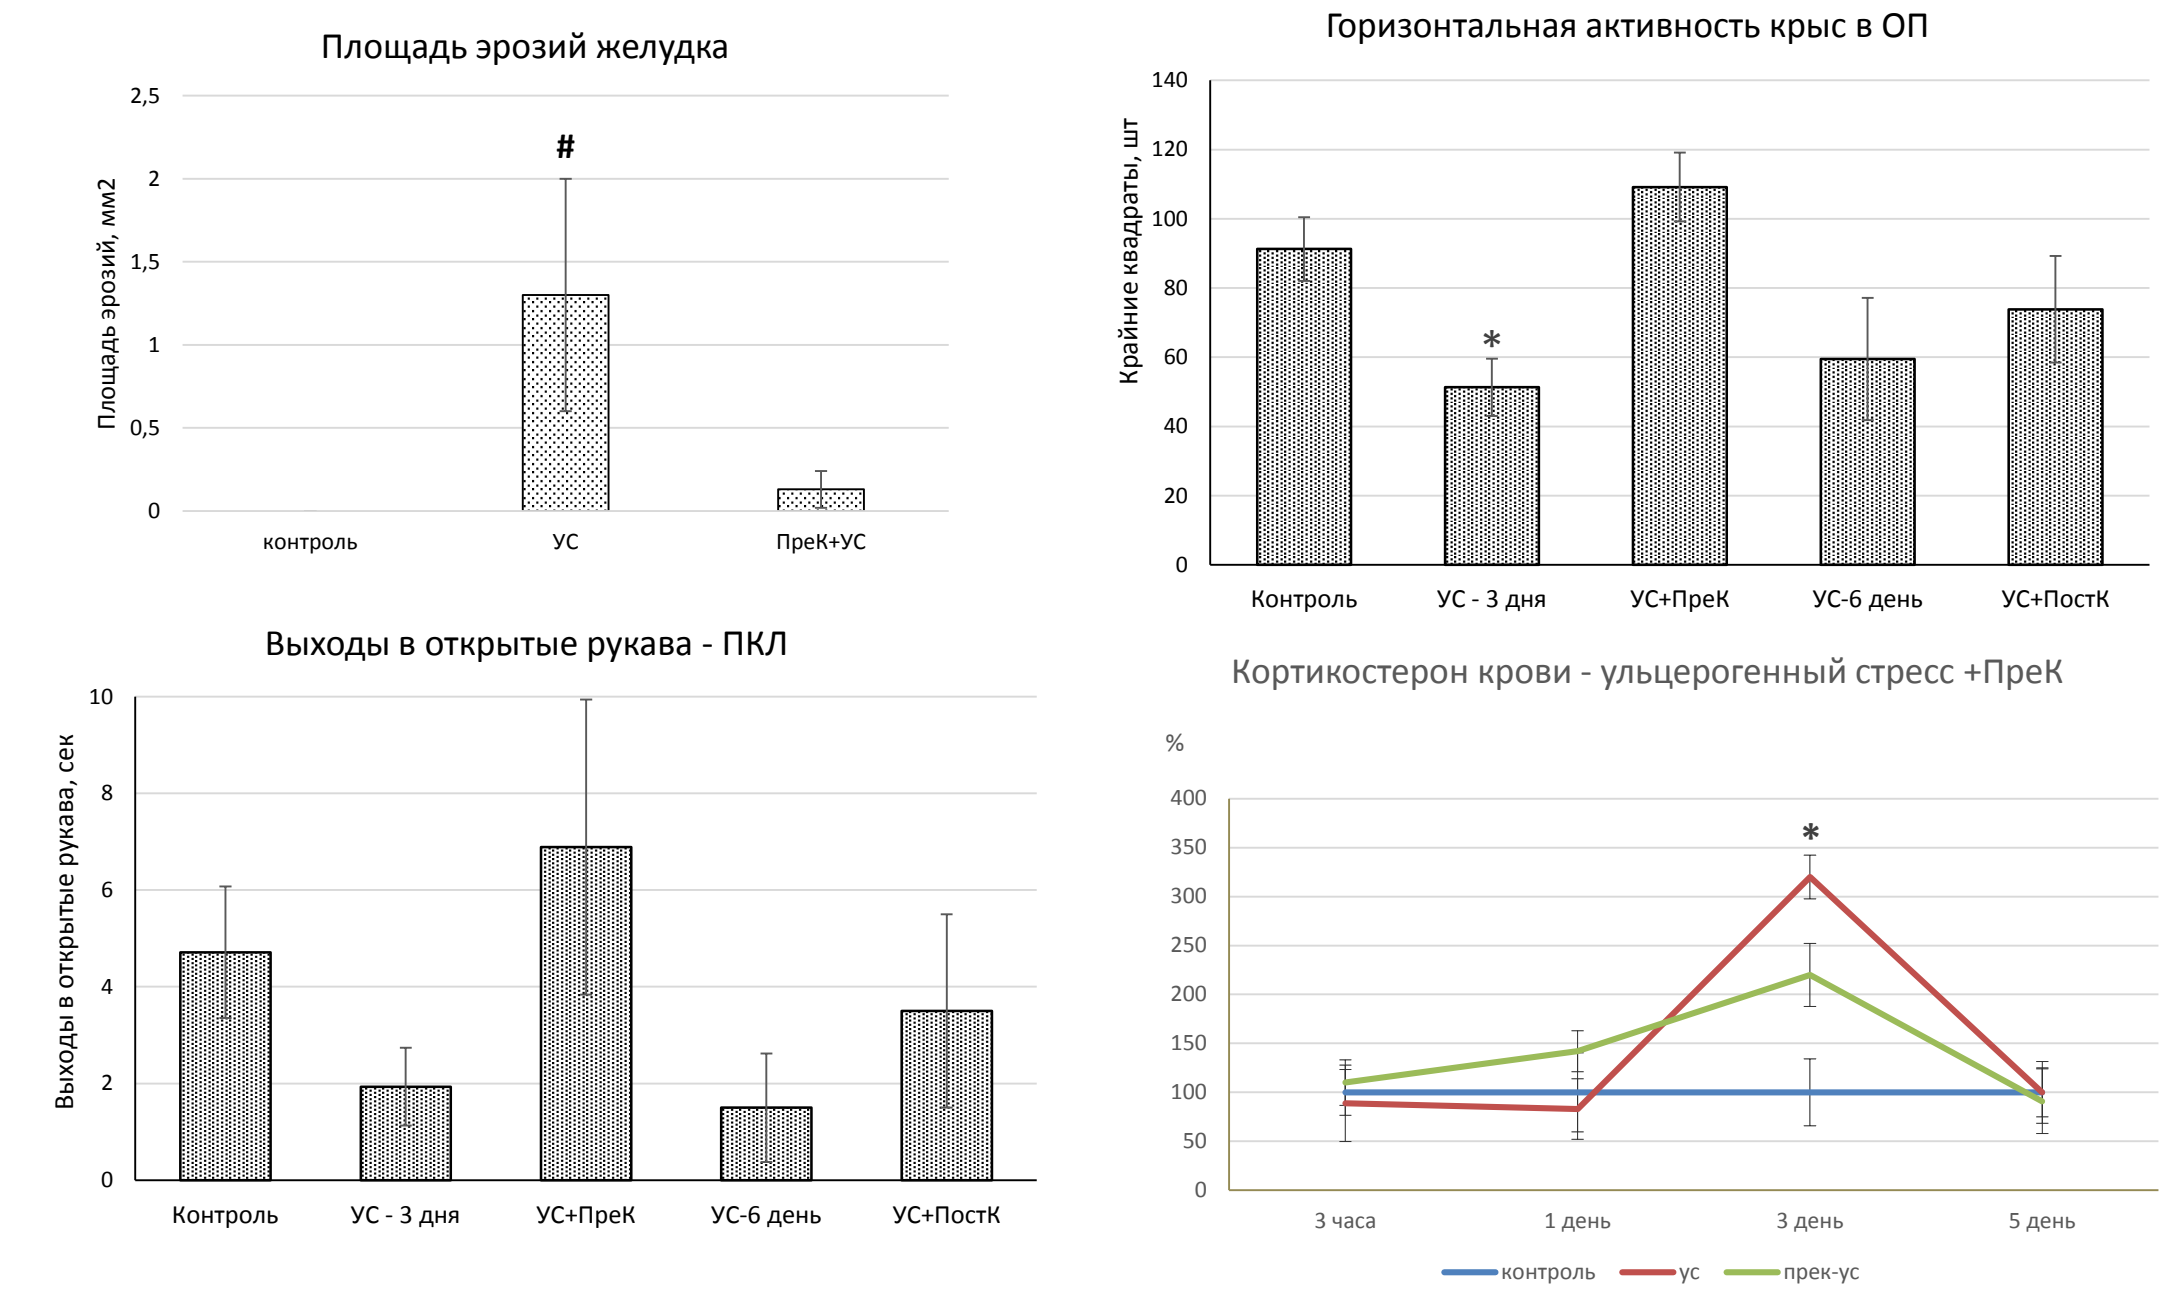 Площадь эрозий желудка
Площадь эрозий, мм2
2,5
2
1,5
1
0,5
0
#
контроль УС ПреК+УС
Горизонтальная активность крыс в ОП
Крайние квадраты, шт
140
120
100
80
60
40
20
0
*
Контроль УС - 3 дня УС+ПреК УС-6 день УС+ПостК
Выходы в открытые рукава - ПКЛ
Выходы в открытые рукава, сек
10
8
6
4
2
0
Контроль УС - 3 дня УС+ПреК УС-6 день УС+ПостК
Кортикостерон крови - ульцерогенный стресс +ПреК
%
400
350
300
250
200
150
100
50
0
*
3 часа 1 день 3 день 5 день
контроль ус прек-ус